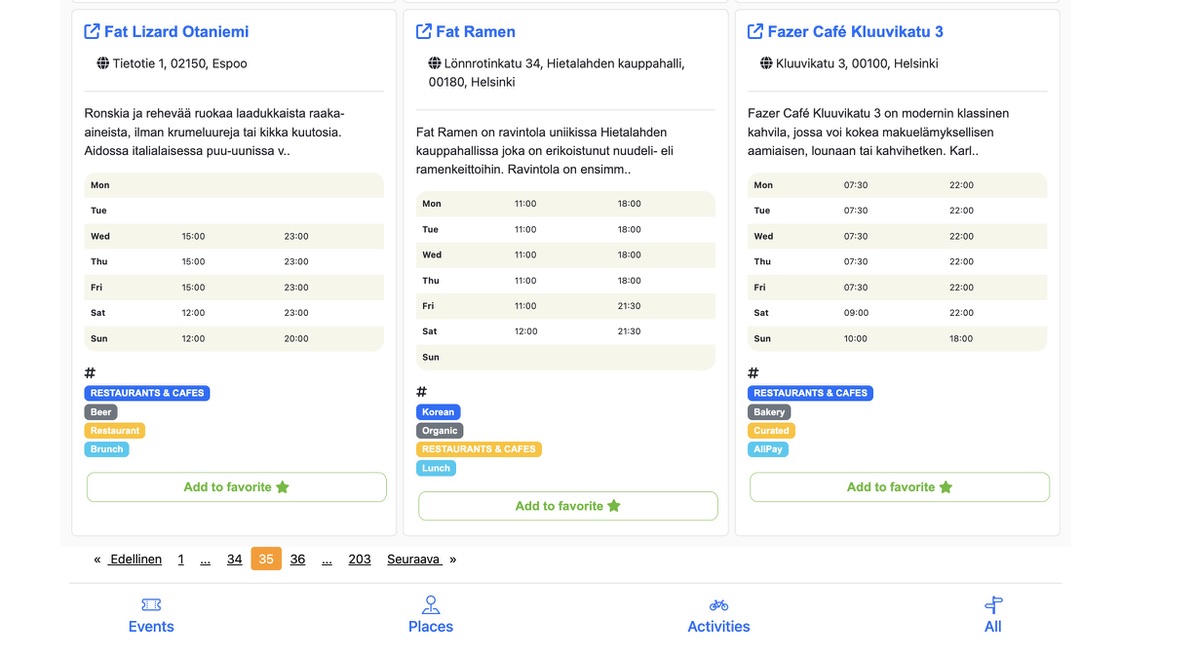 Fat Lizard Otaniemi
Tietotie 1, 02150, Espoo
Ronskia ja rehevää ruokaa laadukkaista raaka-
aineista, ilman krumeluureja tai kikka kuutosia.
Aidossa italialaisessa puu-uunissa v..
Mon
Tue
Wed 15:00 23:00
Thu 15:00 23:00
Fri 15:00 23:00
Sat 12:00 23:00
Sun 12:00 20:00
#
RESTAURANTS & CAFES
Beer
Restaurant
Brunch
Add to favorite
Fat Ramen
Lönnrotinkatu 34, Hietalahden kauppahalli,
00180, Helsinki
Fat Ramen on ravintola uniikissa Hietalahden
kauppahallissa joka on erikoistunut nuudeli- eli
ramenkeittoihin. Ravintola on ensimm..
Mon 11:00 18:00
Tue 11:00 18:00
Wed 11:00 18:00
Thu 11:00 18:00
Fri 11:00 21:30
Sat 12:00 21:30
Sun
#
Korean
Organic
RESTAURANTS & CAFES
Lunch
Add to favorite
Fazer Café Kluuvikatu 3
Kluuvikatu 3, 00100, Helsinki
Fazer Café Kluuvikatu 3 on modernin klassinen
kahvila, jossa voi kokea makuelämyksellisen
aamiaisen, lounaan tai kahvihetken. Karl..
Mon 07:30 22:00
Tue 07:30 22:00
Wed 07:30 22:00
Thu 07:30 22:00
Fri 07:30 22:00
Sat 09:00 22:00
Sun 10:00 18:00
#
RESTAURANTS & CAFES
Bakery
Curated
AliPay
Add to favorite
« Edellinen 1 ... 34 35 36 ... 203 Seuraava »
Events Places Activities All